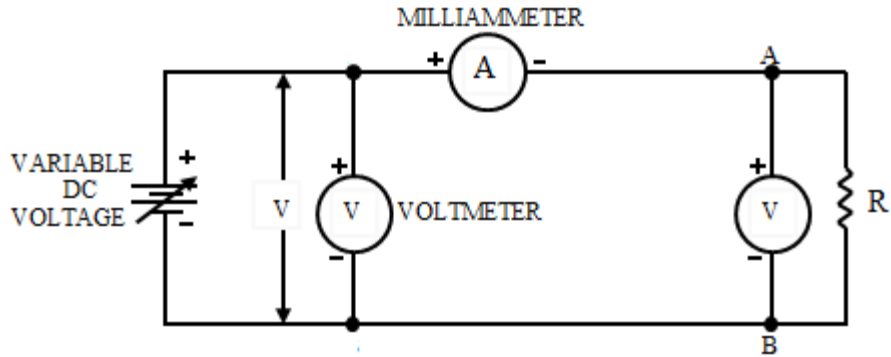 MILLIAMMETER
+ A -
A
VARIABLE
DC
VOLTAGE
+
-
V
+
V
-
VOLTMETER
+
V
-
R
B